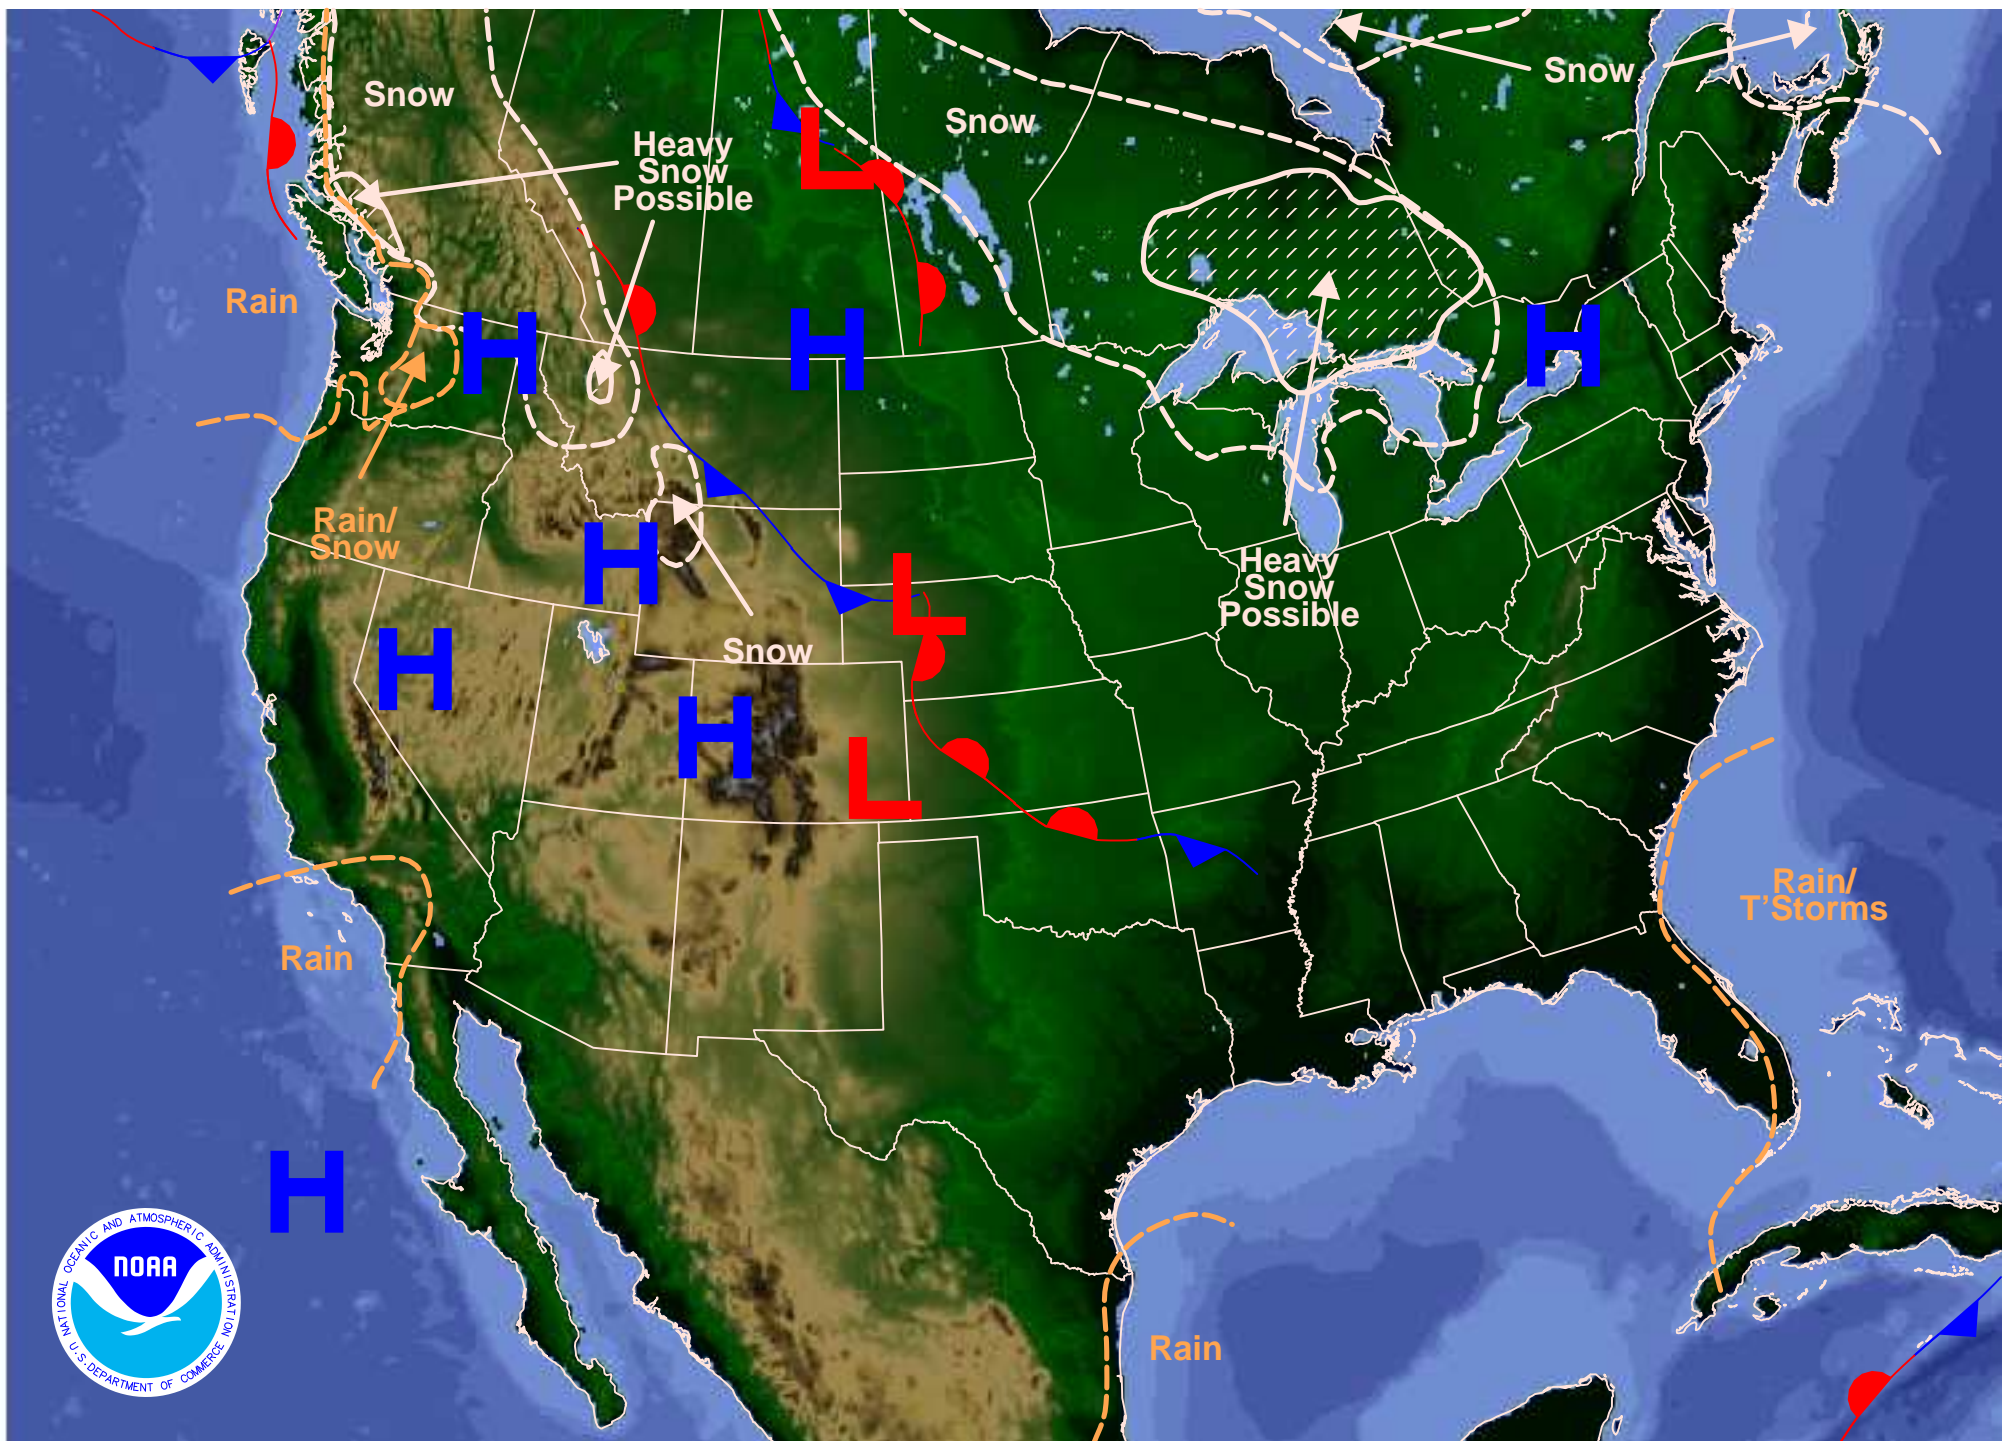 Snow
Snow
Snow
Heavy
Snow
Possible
Rain
H
H
H
L
Rain/
Snow
H
L
Heavy
Snow
Possible
H
Snow
H
L
Rain/
T'Storms
Rain
H
Rain
NATIONAL OCEANIC AND ATMOSPHERIC ADMINISTRATION
NOAA
U.S. DEPARTMENT OF COMMERCE